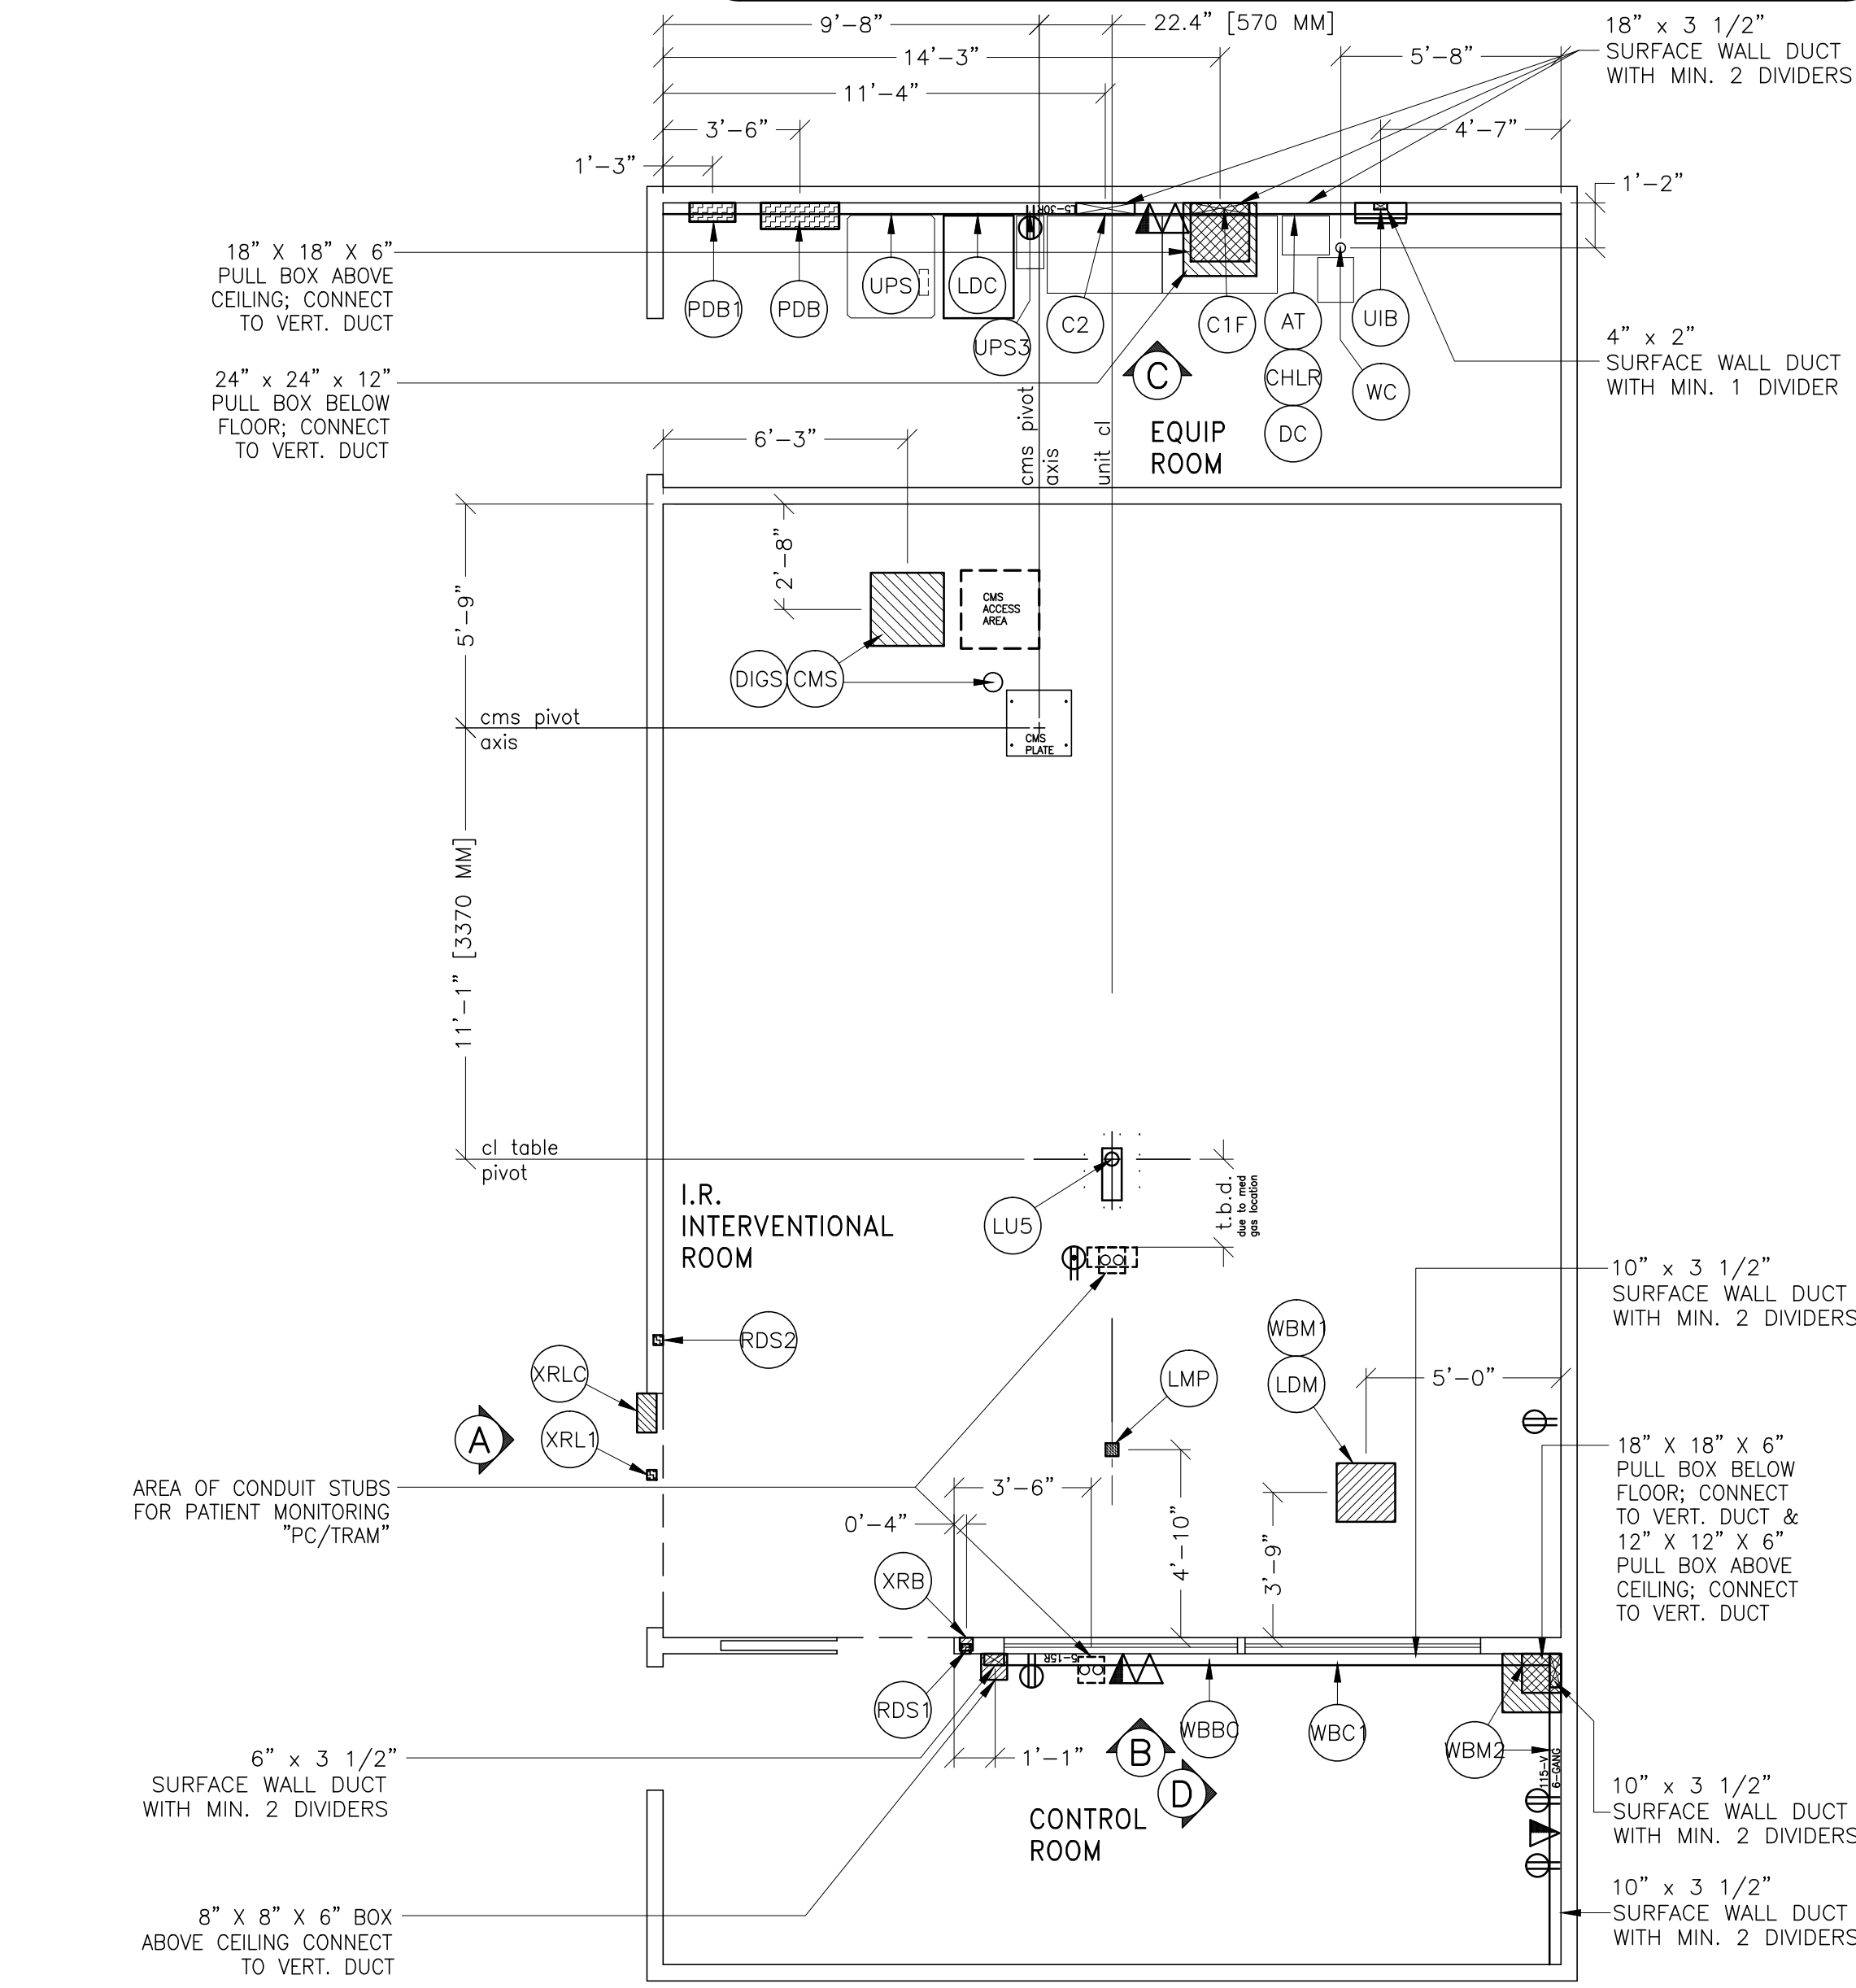 9'-8"
22.4" [570 MM]
18" x 3 1/2"
SURFACE WALL DUCT
WITH MIN. 2 DIVIDERS
14'-3"
5'-8"
11'-4"
3'-6"
4'-7"
1'-3"
1'-2"
L5-30R
18" X 18" X 6"
PULL BOX ABOVE
CEILING; CONNECT
TO VERT. DUCT
PDB1
PDB
UPS
LDC
UPS3
C2
C1F
AT
CHLR
DC
UIB
WC
4" x 2"
SURFACE WALL DUCT
WITH MIN. 1 DIVIDER
24" x 24" x 12"
PULL BOX BELOW
FLOOR; CONNECT
TO VERT. DUCT
C
EQUIP
ROOM
cms pivot
axis
unit cl
6'-3"
2'-8"
5'-9"
CMS
ACCESS
AREA
DIGS
CMS
cms pivot
axis
CMS
PLATE
11'-1" [3370 MM]
cl table
pivot
I.R.
INTERVENTIONAL
ROOM
LU5
t.b.d.
due to med
gas location
10" x 3 1/2"
SURFACE WALL DUCT
WITH MIN. 2 DIVIDERS
RDS2
XRLC
A
XRL1
LMP
WBM1
LDM
5'-0"
AREA OF CONDUIT STUBS
FOR PATIENT MONITORING
"PC/TRAM"
3'-6"
0'-4"
4'-10"
3'-9"
18" X 18" X 6"
PULL BOX BELOW
FLOOR; CONNECT
TO VERT. DUCT &
12" X 12" X 6"
PULL BOX ABOVE
CEILING; CONNECT
TO VERT. DUCT
XRB
5-15R
RDS1
1'-1"
B
D
WBBC
WBC1
WBM2
115-V
6-GANG
6" x 3 1/2"
SURFACE WALL DUCT
WITH MIN. 2 DIVIDERS
CONTROL
ROOM
10" x 3 1/2"
SURFACE WALL DUCT
WITH MIN. 2 DIVIDERS
8" X 8" X 6" BOX
ABOVE CEILING CONNECT
TO VERT. DUCT
10" x 3 1/2"
SURFACE WALL DUCT
WITH MIN. 2 DIVIDERS